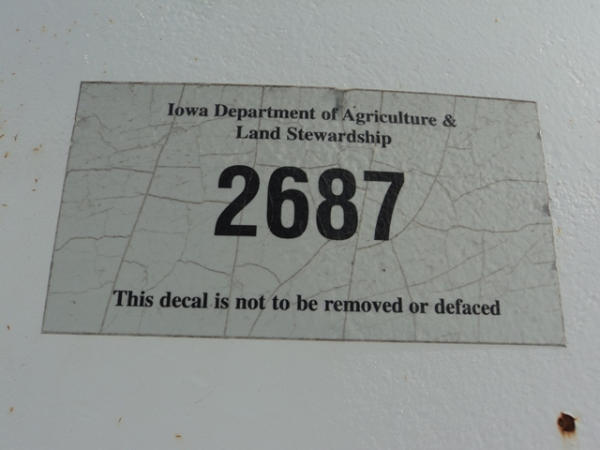 Iowa Department of Agriculture &
Land Stewardship
2687
This decal is not to be removed or defaced